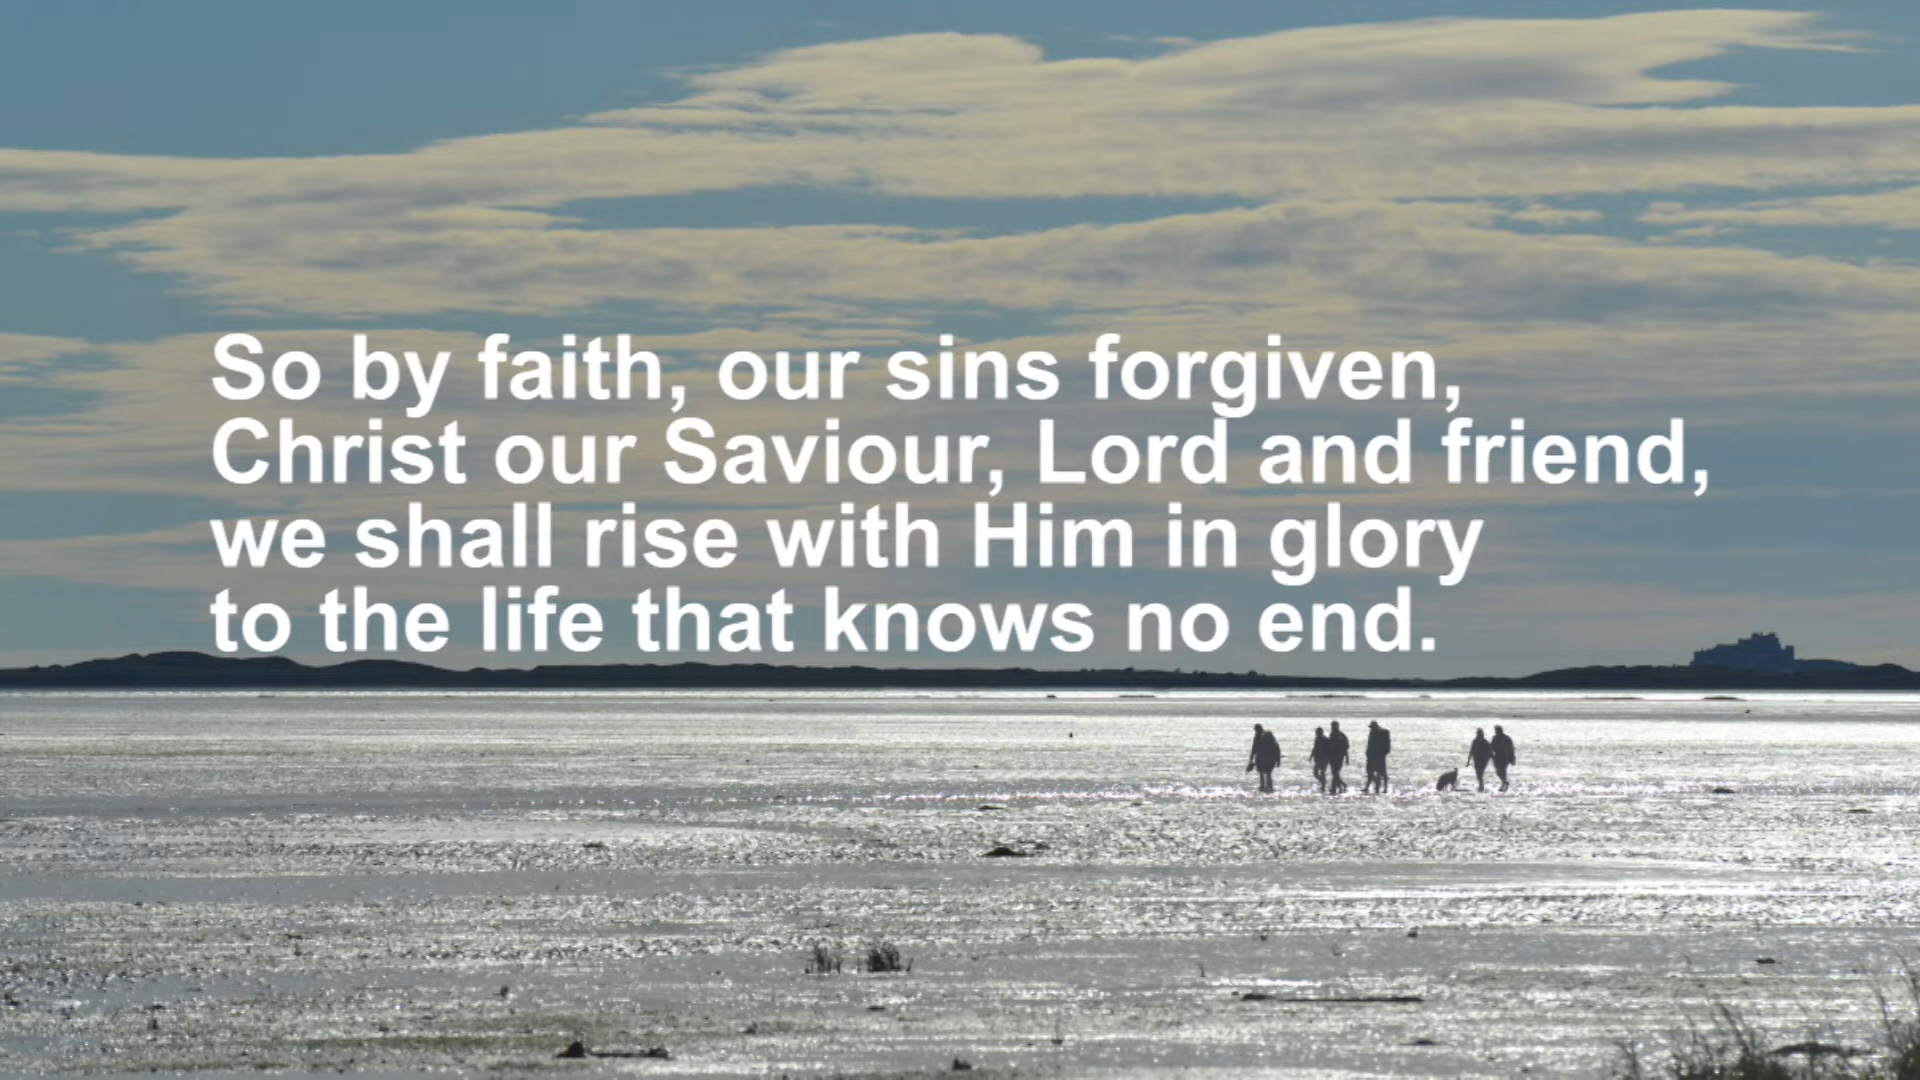 So by faith, our sins forgiven,
Christ our Saviour, Lord and friend,
we shall rise with Him in glory
to the life that knows no end.